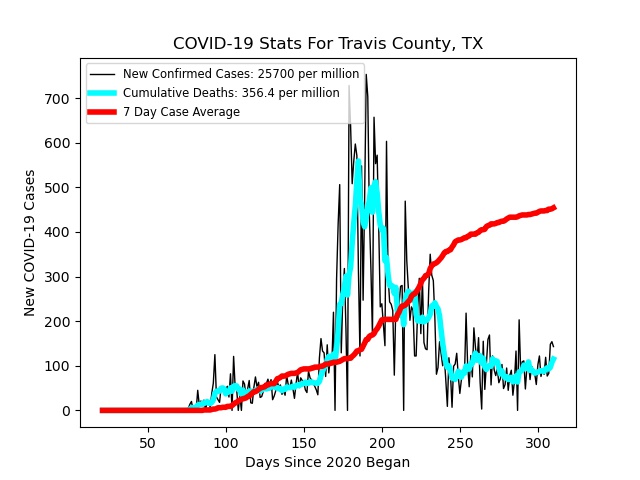 COVID-19 Stats For Travis County, TX
New Confirmed Cases: 25700 per million
Cumulative Deaths: 356.4 per million
7 Day Case Average
New COVID-19 Cases
700
600
500
400
300
200
100
0
50 100 150 200 250 300
Days Since 2020 Began